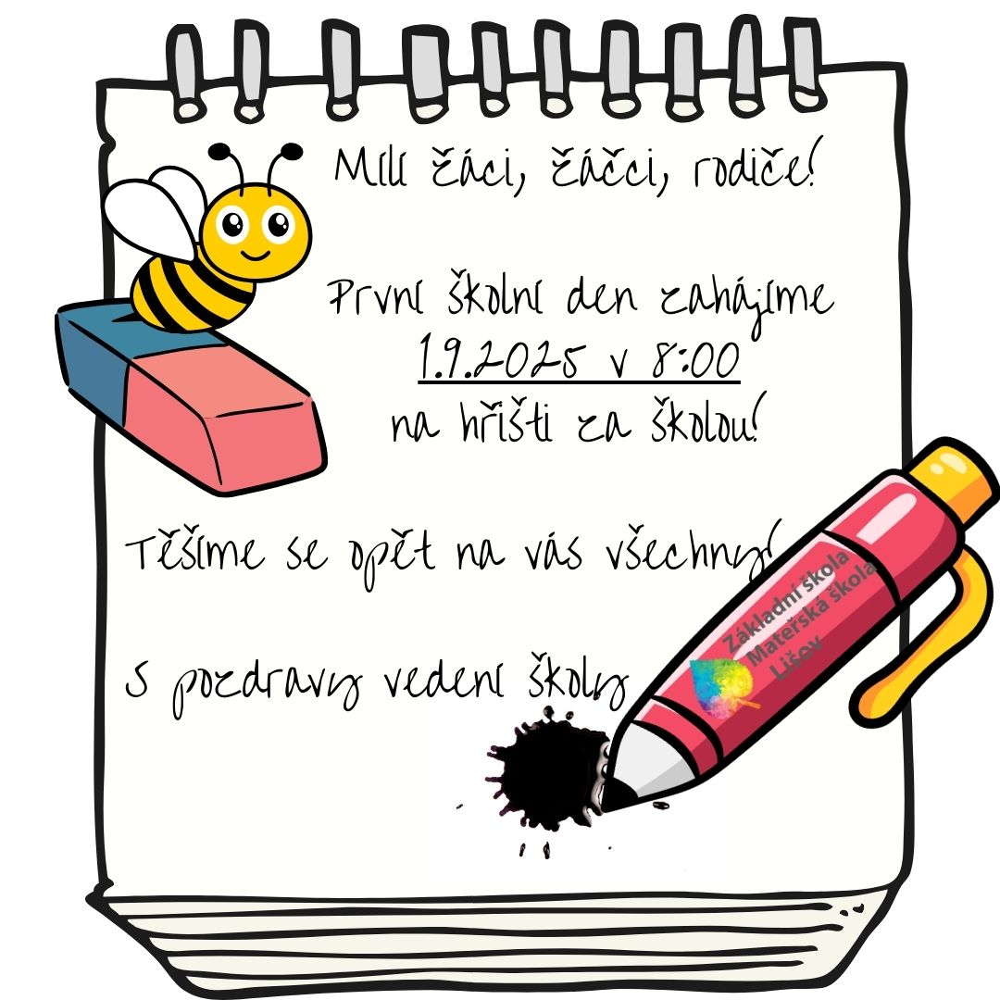 Milí žáci, žáčci, rodiče!
První školní den zahájíme
1.9.2025 v 8:00
na hřišti za školou!
Těšíme se opět na vás všechny!
S pozdravy vedení školy
Základní škola
Mateřská škola
Lišov